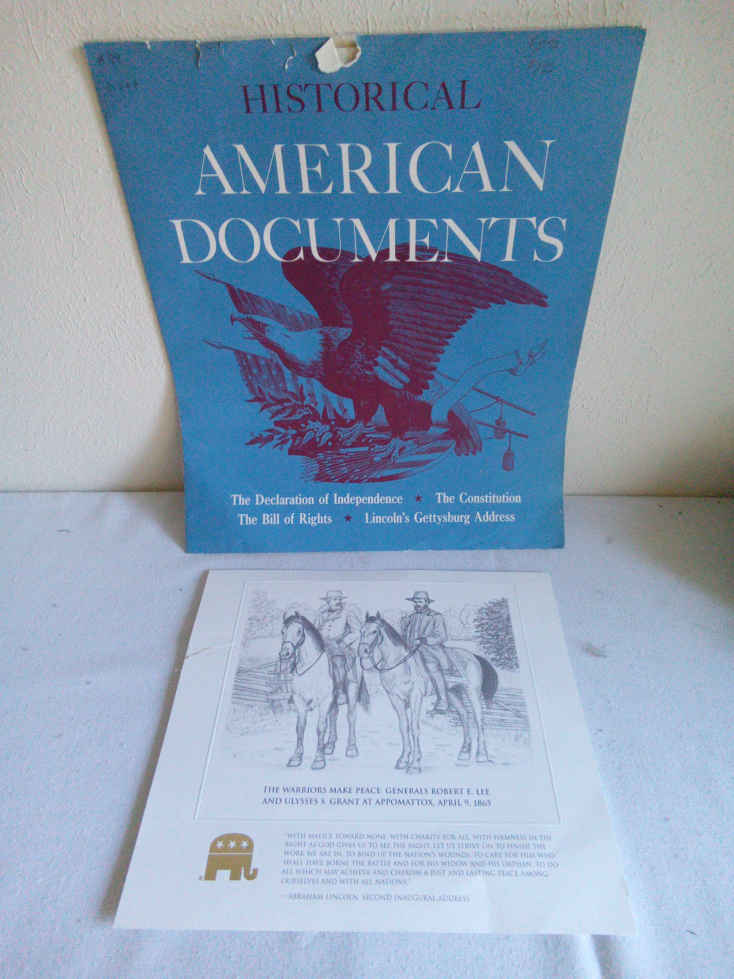 HISTORICAL
AMERICAN
DOCUMENTS
The Declaration of Independence ★ The Constitution
The Bill of Rights ★ Lincoln's Gettysburg Address
THE WARRIORS MAKE PEACE: GENERALS ROBERT E. LEE
AND ULYSSES S. GRANT AT APPOMATTOX, APRIL 9, 1865
"WITH MALICE TOWARD NONE, WITH CHARITY FOR ALL, WITH FIRMNESS IN THE
RIGHT AS GOD GIVES US TO SEE THE RIGHT, LET US STRIVE ON TO FINISH THE
WORK WE ARE IN, TO BIND UP THE NATION'S WOUNDS, TO CARE FOR HIM WHO
SHALL HAVE BORNE THE BATTLE AND FOR HIS WIDOW AND HIS ORPHAN, TO DO
ALL WHICH MAY ACHIEVE AND CHERISH A JUST AND LASTING PEACE AMONG
OURSELVES AND WITH ALL NATIONS."
—ABRAHAM LINCOLN, SECOND INAUGURAL ADDRESS